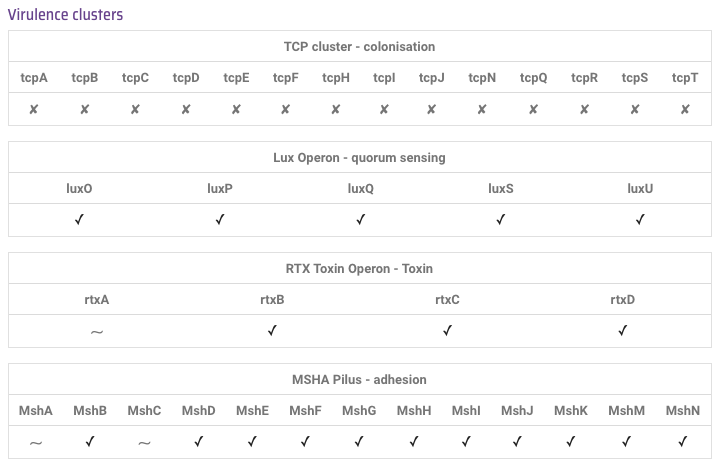 Virulence clusters
TCP cluster - colonisation
tcpA tcpB tcpC tcpD tcpE tcpF tcpH tcpI tcpJ tcpN tcpQ tcpR tcpS tcpT
✘ ✘ ✘ ✘ ✘ ✘ ✘ ✘ ✘ ✘ ✘ ✘ ✘ ✘
Lux Operon - quorum sensing
luxO luxP luxQ luxS luxU
✓ ✓ ✓ ✓ ✓
RTX Toxin Operon - Toxin
rtxA rtxB rtxC rtxD
~ ✓ ✓ ✓
MSHA Pilus - adhesion
MshA MshB MshC MshD MshE MshF MshG MshH MshI MshJ MshK MshM MshN
~ ✓ ~ ✓ ✓ ✓ ✓ ✓ ✓ ✓ ✓ ✓ ✓